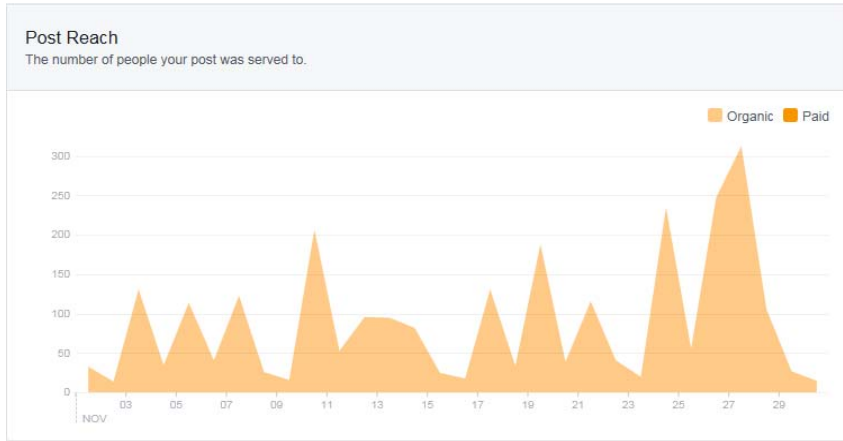 Post Reach
The number of people your post was served to.
Organic Paid
300
250
200
150
100
50
0
03 05 07 09 11 13 15 17 19 21 23 25 27 29
NOV